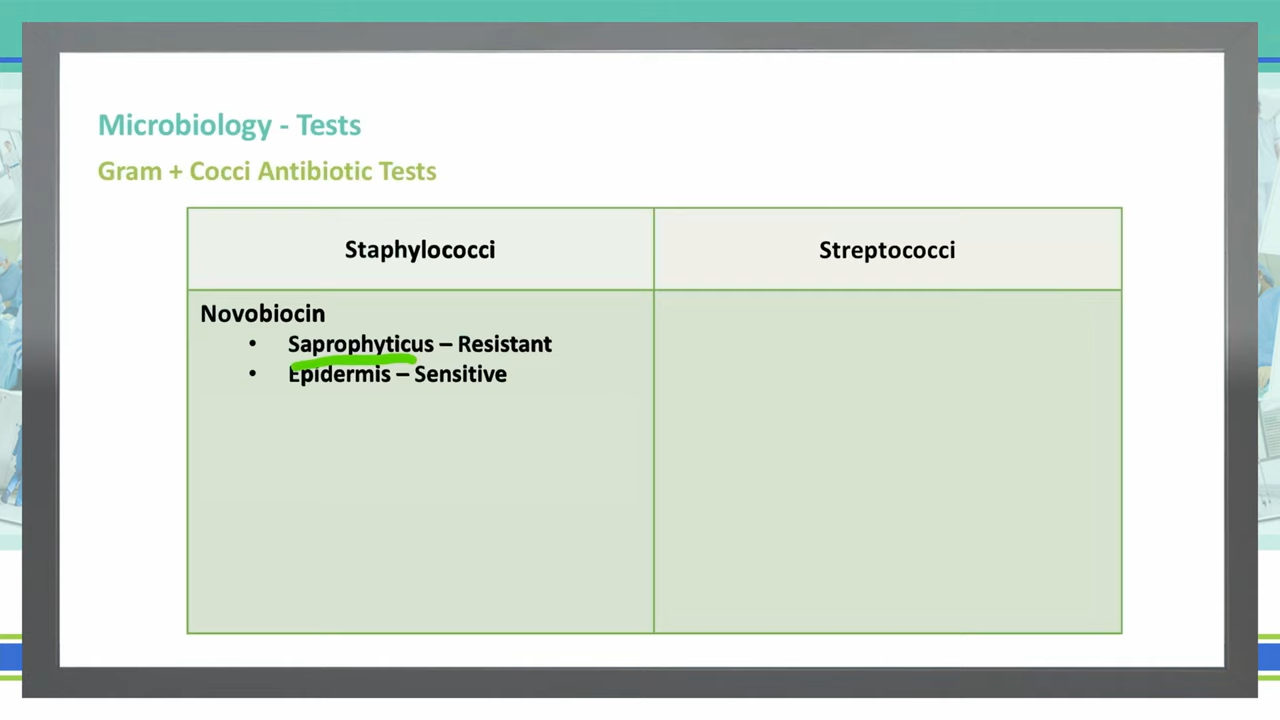 Microbiology - Tests
Gram + Cocci Antibiotic Tests
Staphylococci
Streptococci
Novobiocin
• Saprophyticus – Resistant
• Epidermis – Sensitive